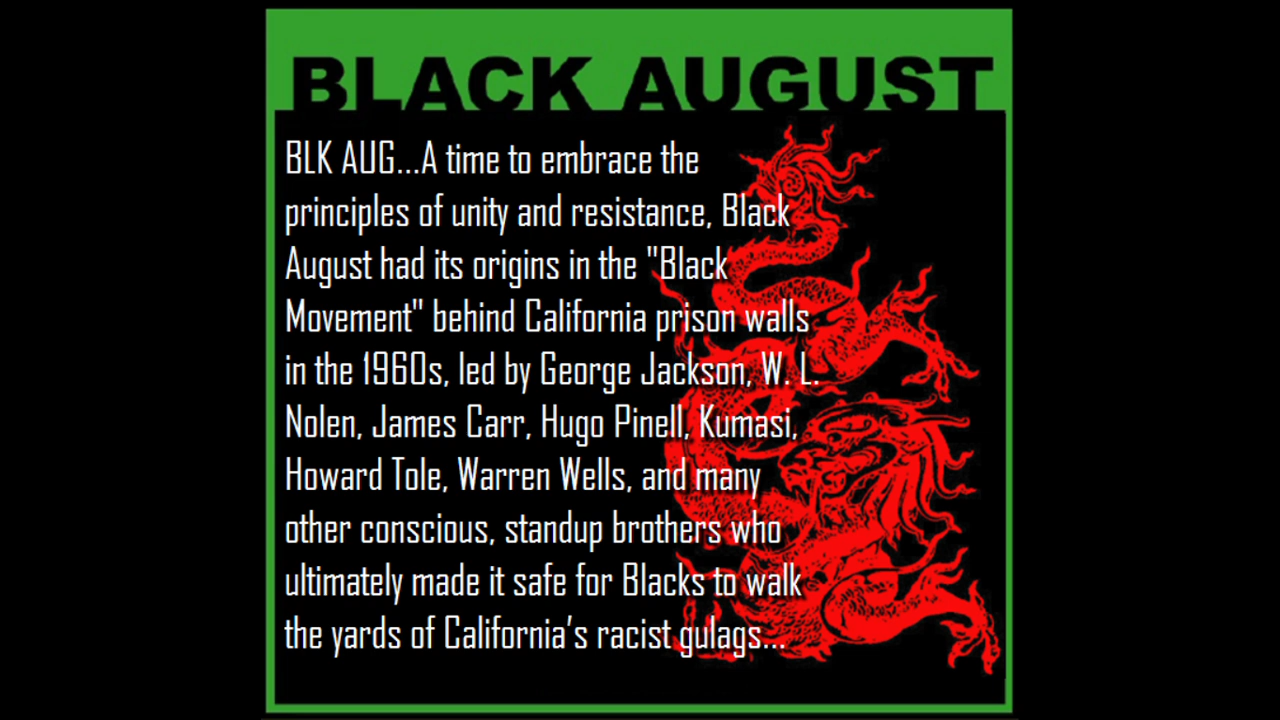 BLACK AUGUST
BLK AUG...A time to embrace the
principles of unity and resistance, Black
August had its origins in the "Black
Movement" behind California prison walls
in the 1960s, led by George Jackson, W. L.
Nolen, James Carr, Hugo Pinell, Kumasi,
Howard Tole, Warren Wells, and many
other conscious, standup brothers who
ultimately made it safe for Blacks to walk
the yards of California’s racist gulags...